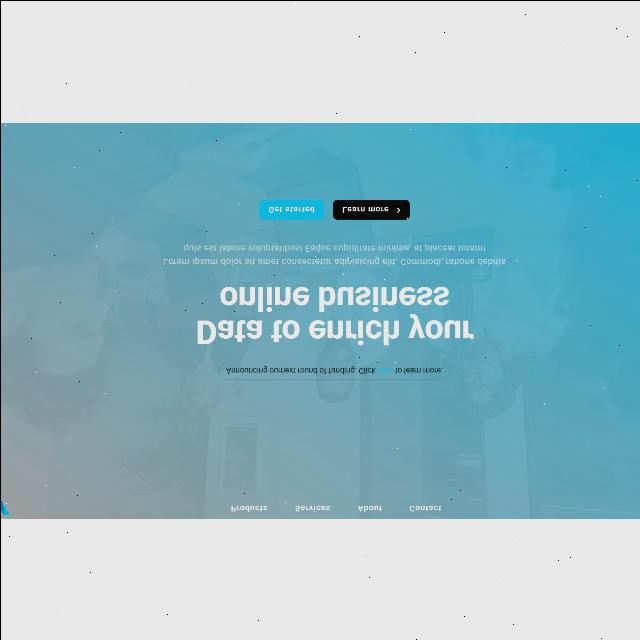 Products Services About Contact
Announcing ournext round of funding. Click here to learn more.
Data to enrich your
online business
Lorem ipsum dolor sit amet consectetur adipisicing elit. Commodi, ratione debitis
quis est labore voluptatibus! Eaque cupiditate minima, at placeat totam!
Get started Learn more